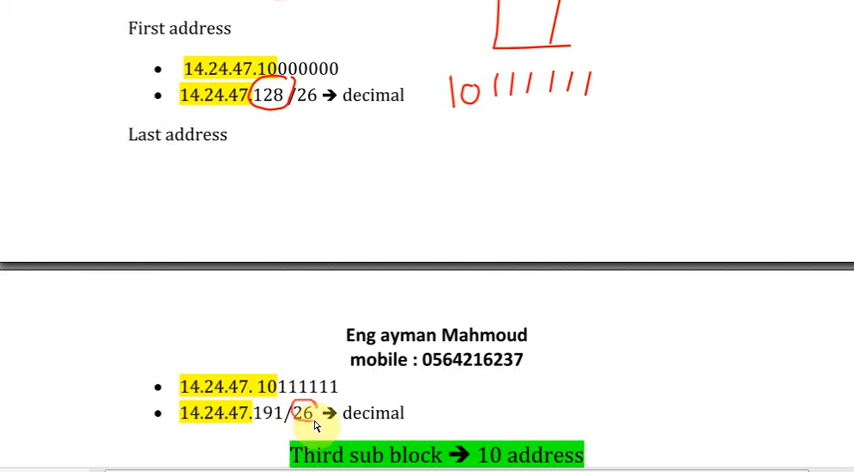 First address
• 14.24.47.10000000
• 14.24.47.128 /26 ➔ decimal
10111111
Last address
Eng ayman Mahmoud
mobile : 0564216237
• 14.24.47. 10111111
• 14.24.47.191/26 ➔ decimal
Third sub block ➔ 10 address